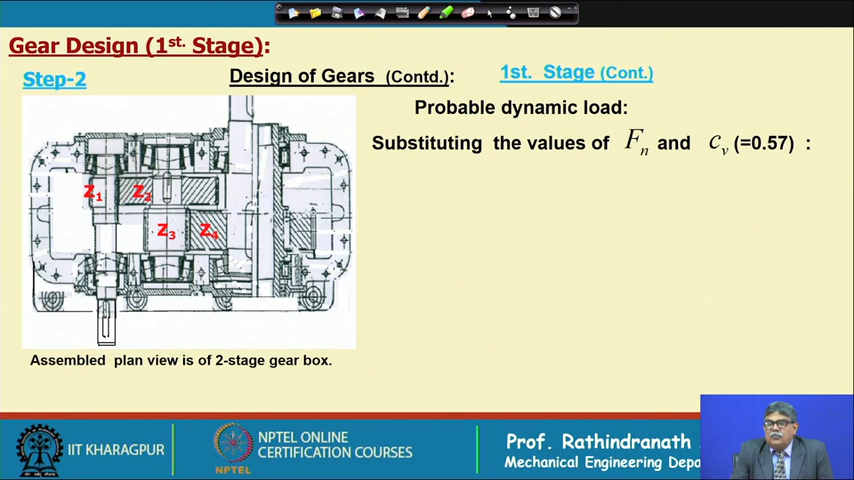 Gear Design (1st. Stage):
Step-2
Design of Gears (Contd.):
1st. Stage (Cont.)
Probable dynamic load:
Substituting the values of Fn and cv (=0.57) :
Z1
Z2
Z3
Z4
Assembled plan view is of 2-stage gear box.
IIT KHARAGPUR
NPTEL
NPTEL ONLINE
CERTIFICATION COURSES
Prof. Rathindranath
Mechanical Engineering Depa